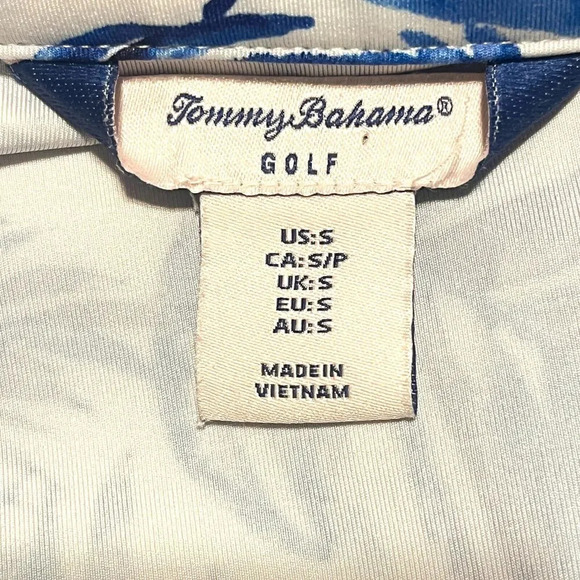 Tommy Bahama®
GOLF
US:S
CA:S/P
UK:S
EU:S
AU:S
MADE IN
VIETNAM